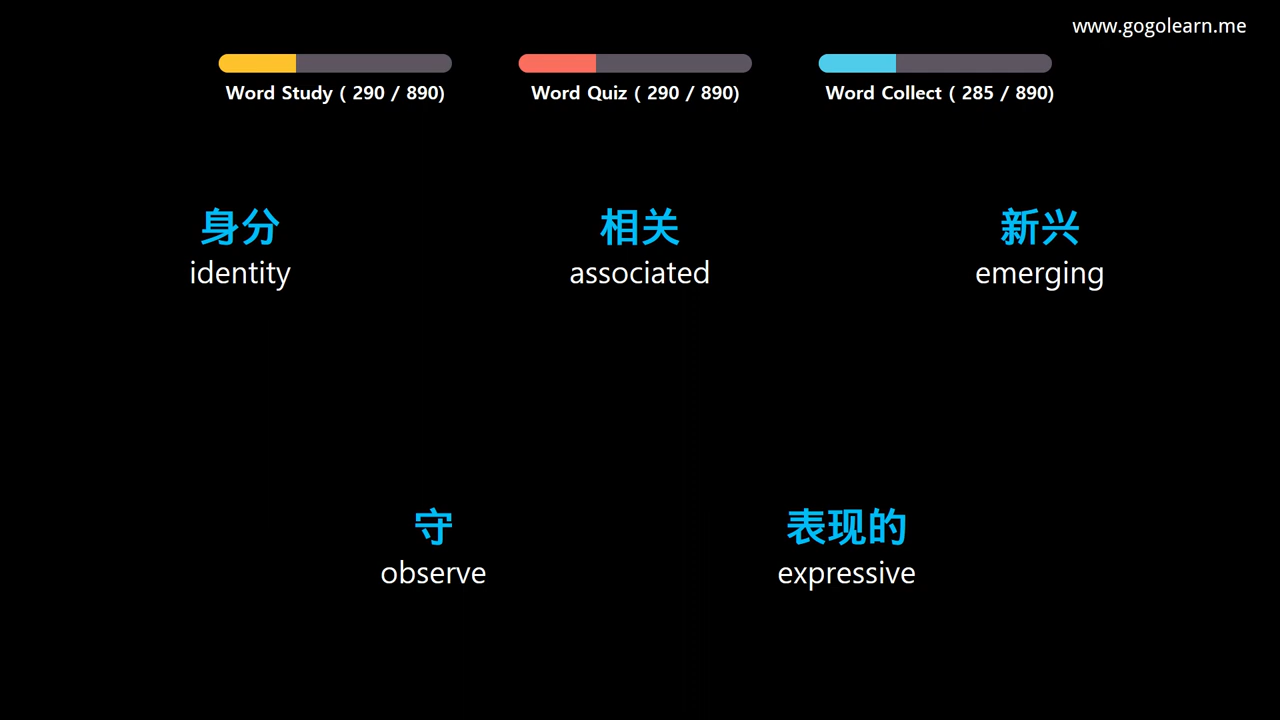 www.gogolearn.me
Word Study ( 290 / 890)
Word Quiz ( 290 / 890)
Word Collect ( 285 / 890)
身分
identity
相关
associated
新兴
emerging
守
observe
表现的
expressive